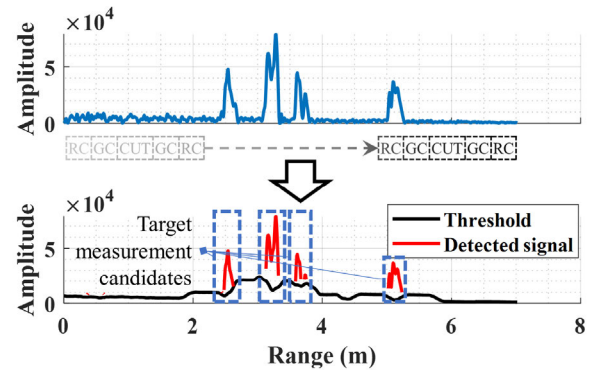 ×10⁴
Amplitude
5
0
RC GC CUT GC RC
RC GC CUT GC RC
×10⁴
Amplitude
5
0
Target
measurement
candidates
Threshold
Detected signal
0 2 4 6 8
Range (m)